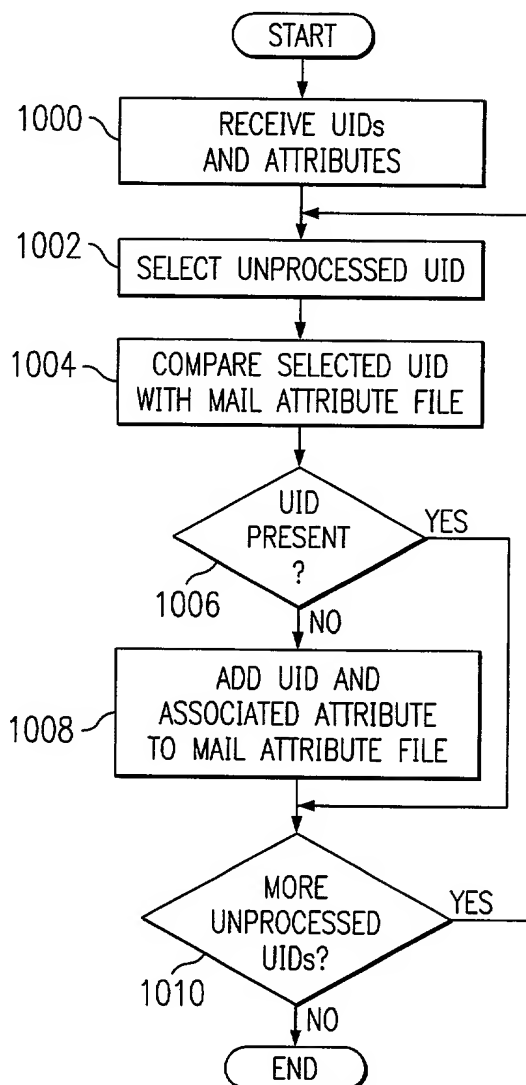 START
1000
RECEIVE UIDs
AND ATTRIBUTES
1002
SELECT UNPROCESSED UID
1004
COMPARE SELECTED UID
WITH MAIL ATTRIBUTE FILE
UID
PRESENT
?
YES
1006
NO
1008
ADD UID AND
ASSOCIATED ATTRIBUTE
TO MAIL ATTRIBUTE FILE
MORE
UNPROCESSED
UIDs?
YES
1010
NO
END